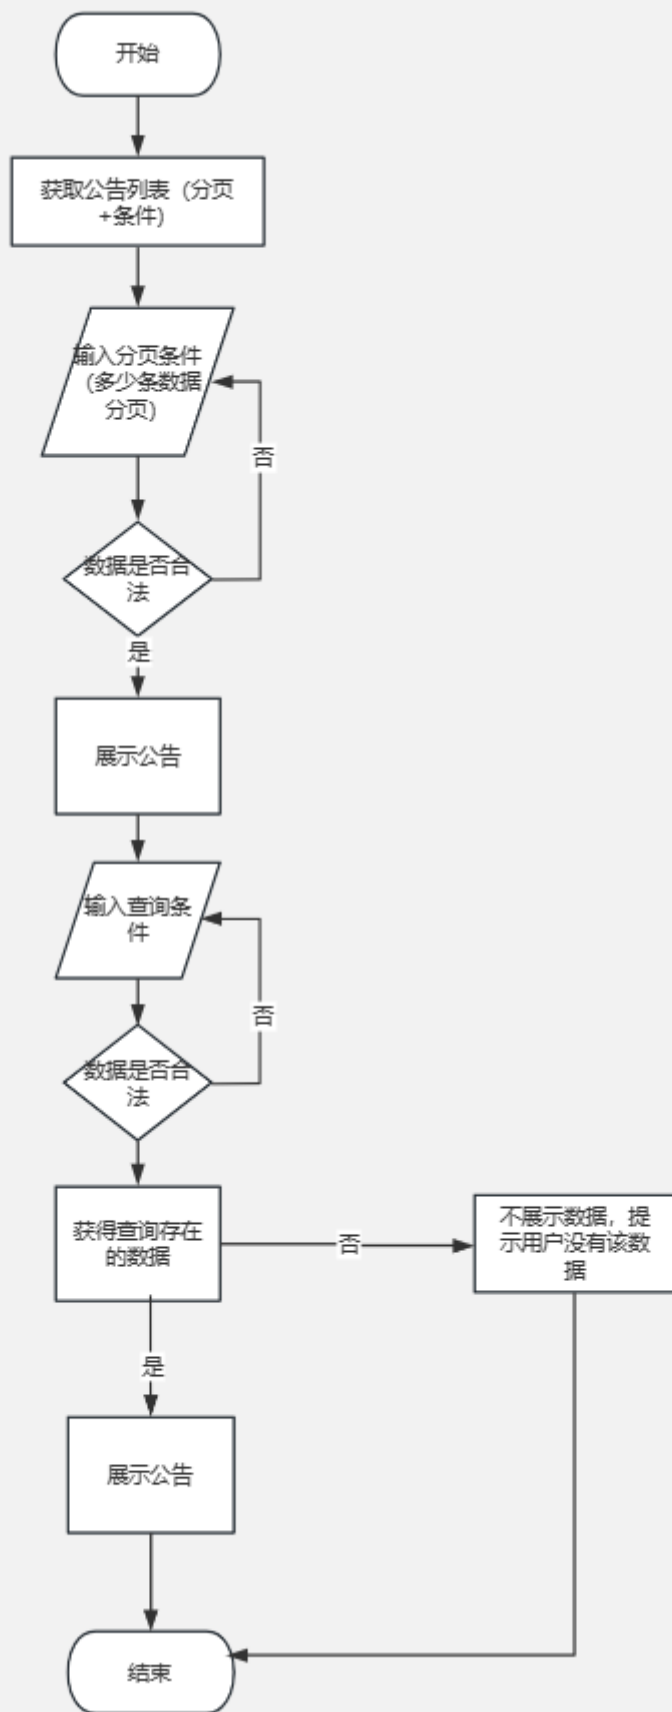 开始
获取公告列表（分页
+条件）
输入分页条件
（多少条数据
分页）
否
数据是否合
法
是
展示公告
输入查询条
件
否
数据是否合
法
获得查询存在
的数据
否
不展示数据，提
示用户没有该数
据
是
展示公告
结束